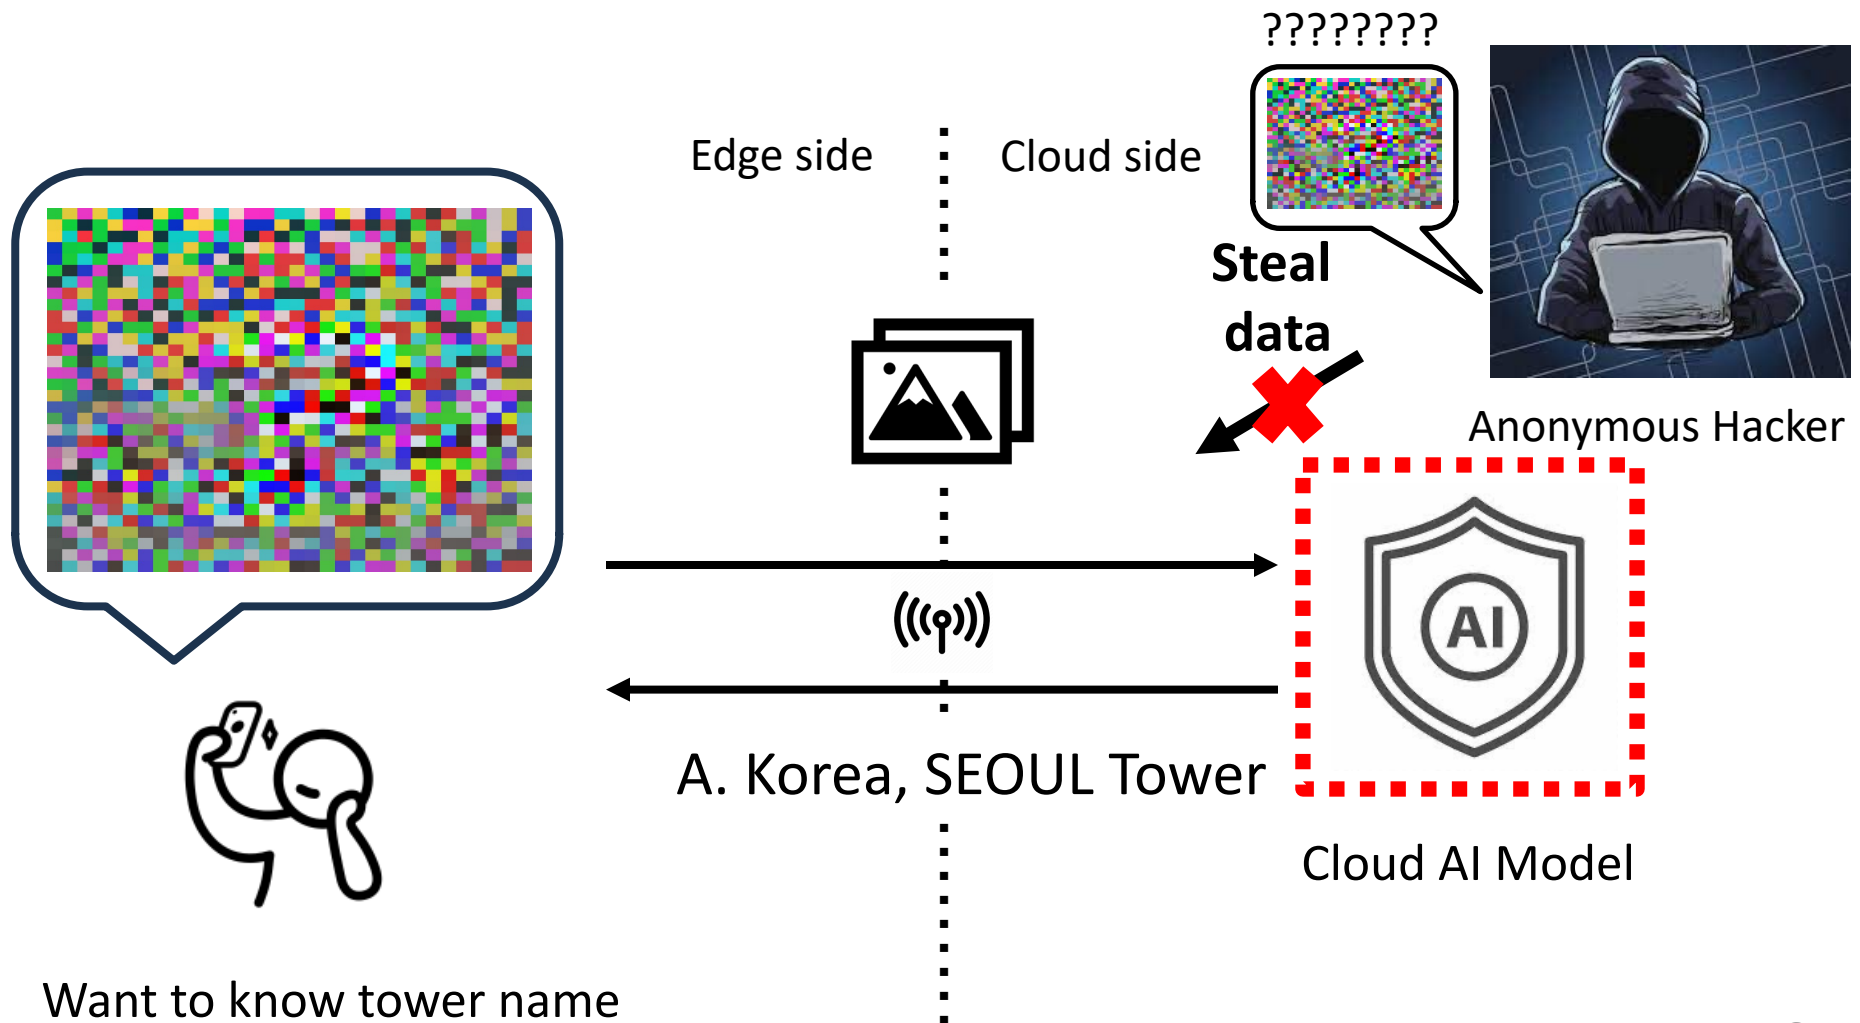 ????????
Edge side
Cloud side
Steal
data
Anonymous Hacker
AI
A. Korea, SEOUL Tower
Cloud AI Model
Want to know tower name